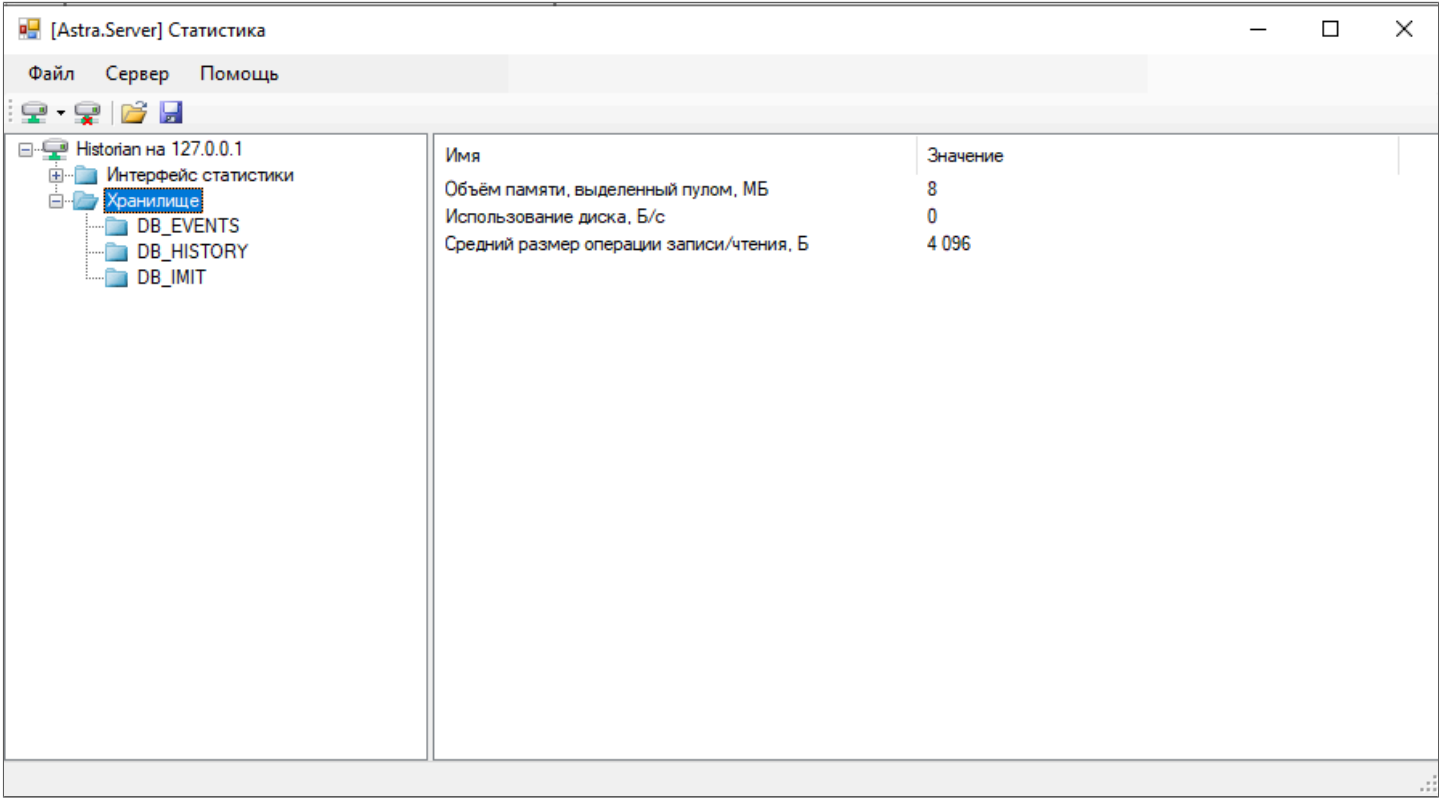 [Astra.Server] Статистика
Файл Сервер Помощь
Historian на 127.0.0.1
Интерфейс статистики
Хранилище
DB_EVENTS
DB_HISTORY
DB_IMIT
Имя Значение
Объём памяти, выделенный пулом, МБ 8
Использование диска, Б/с 0
Средний размер операции записи/чтения, Б 4 096